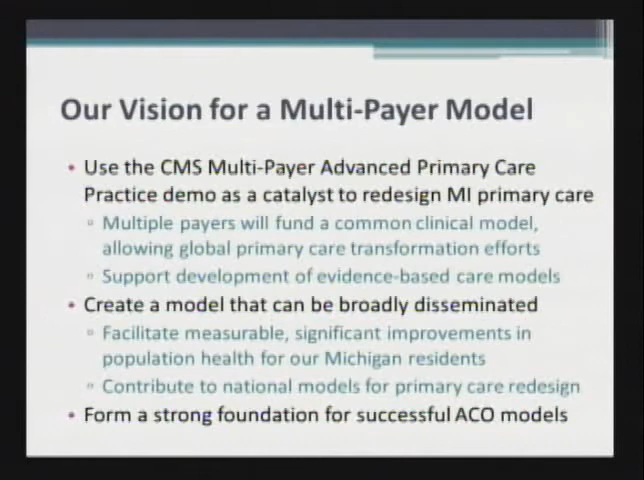 Our Vision for a Multi-Payer Model
• Use the CMS Multi-Payer Advanced Primary Care
Practice demo as a catalyst to redesign MI primary care
▫ Multiple payers will fund a common clinical model,
allowing global primary care transformation efforts
▫ Support development of evidence-based care models
• Create a model that can be broadly disseminated
▫ Facilitate measurable, significant improvements in
population health for our Michigan residents
▫ Contribute to national models for primary care redesign
• Form a strong foundation for successful ACO models